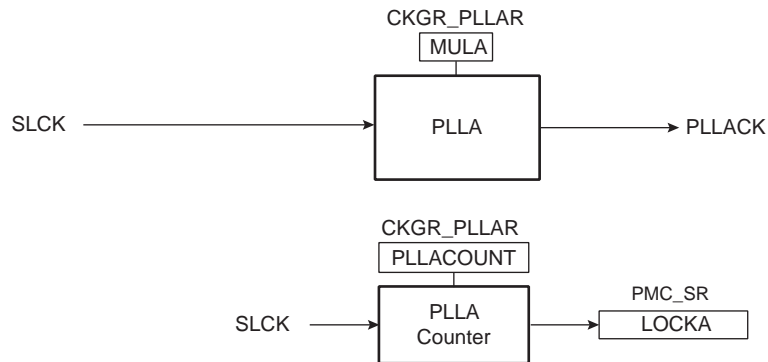 CKGR_PLLAR
MULA
SLCK
PLLA
PLLACK
CKGR_PLLAR
PLLACOUNT
SLCK
PLLA
Counter
PMC_SR
LOCKA